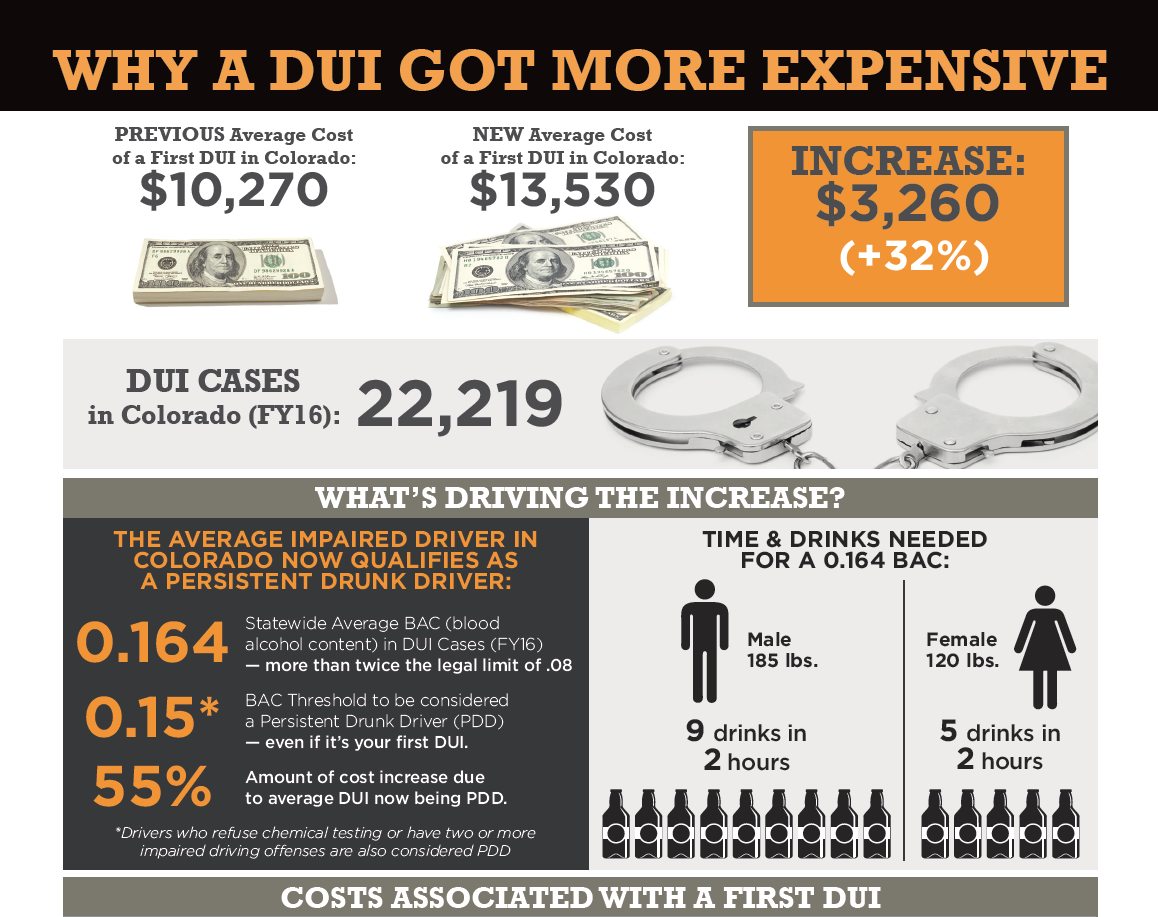 WHY A DUI GOT MORE EXPENSIVE
PREVIOUS Average Cost
of a First DUI in Colorado:
$10,270
NEW Average Cost
of a First DUI in Colorado:
$13,530
INCREASE:
$3,260
(+32%)
DUI CASES
in Colorado (FY16):
22,219
WHAT'S DRIVING THE INCREASE?
THE AVERAGE IMPAIRED DRIVER IN
COLORADO NOW QUALIFIES AS
A PERSISTENT DRUNK DRIVER:
0.164
Statewide Average BAC (blood
alcohol content) in DUI Cases (FY16)
— more than twice the legal limit of .08
0.15*
BAC Threshold to be considered
a Persistent Drunk Driver (PDD)
— even if it's your first DUI.
55%
Amount of cost increase due
to average DUI now being PDD.
*Drivers who refuse chemical testing or have two or more
impaired driving offenses are also considered PDD
TIME & DRINKS NEEDED
FOR A 0.164 BAC:
Male
185 lbs.
9 drinks in
2 hours
Female
120 lbs.
5 drinks in
2 hours
COSTS ASSOCIATED WITH A FIRST DUI